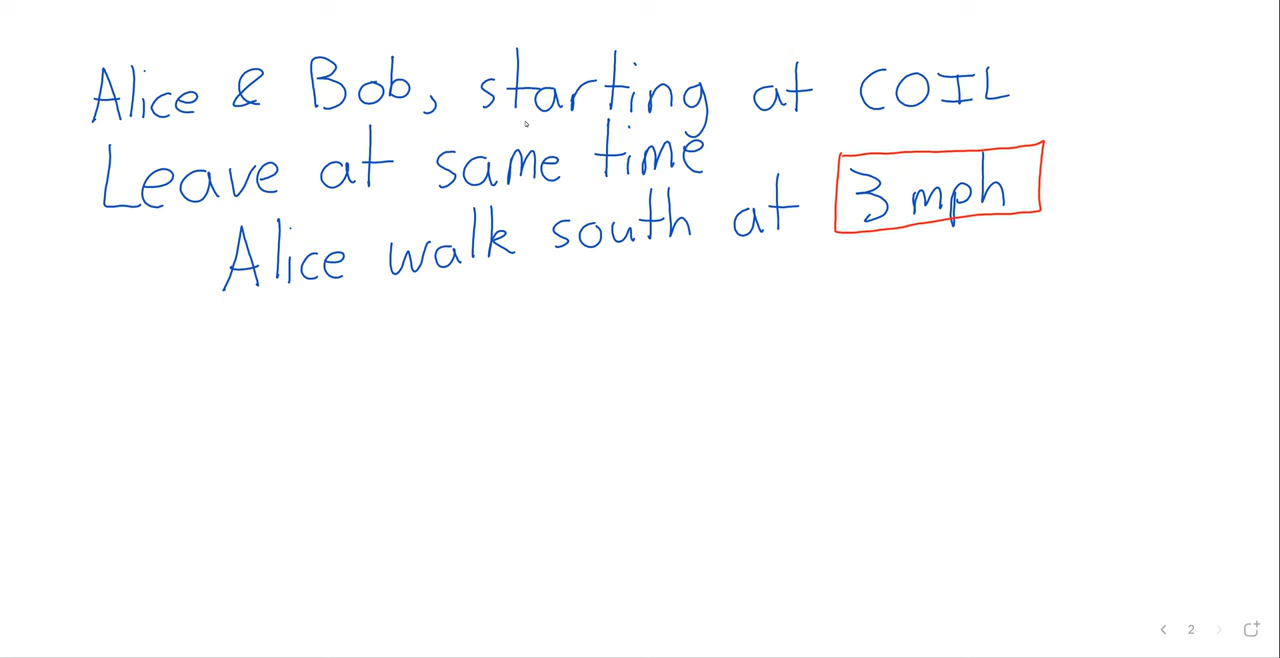 Alice & Bob, starting at COIL
Leave at same time
Alice walk south at 3 mph
2